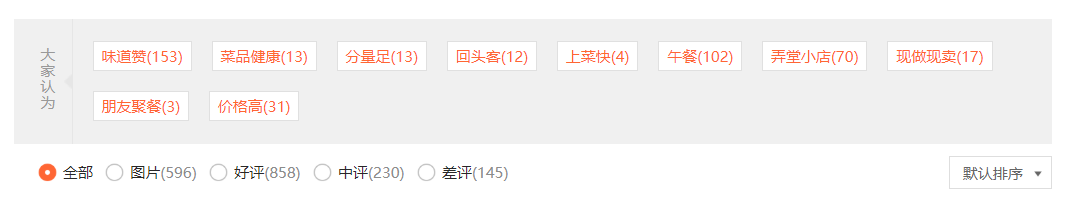 大家认为
味道赞(153) 菜品健康(13) 分量足(13) 回头客(12) 上菜快(4) 午餐(102) 弄堂小店(70) 现做现卖(17)
朋友聚餐(3) 价格高(31)
全部 图片(596) 好评(858) 中评(230) 差评(145) 默认排序